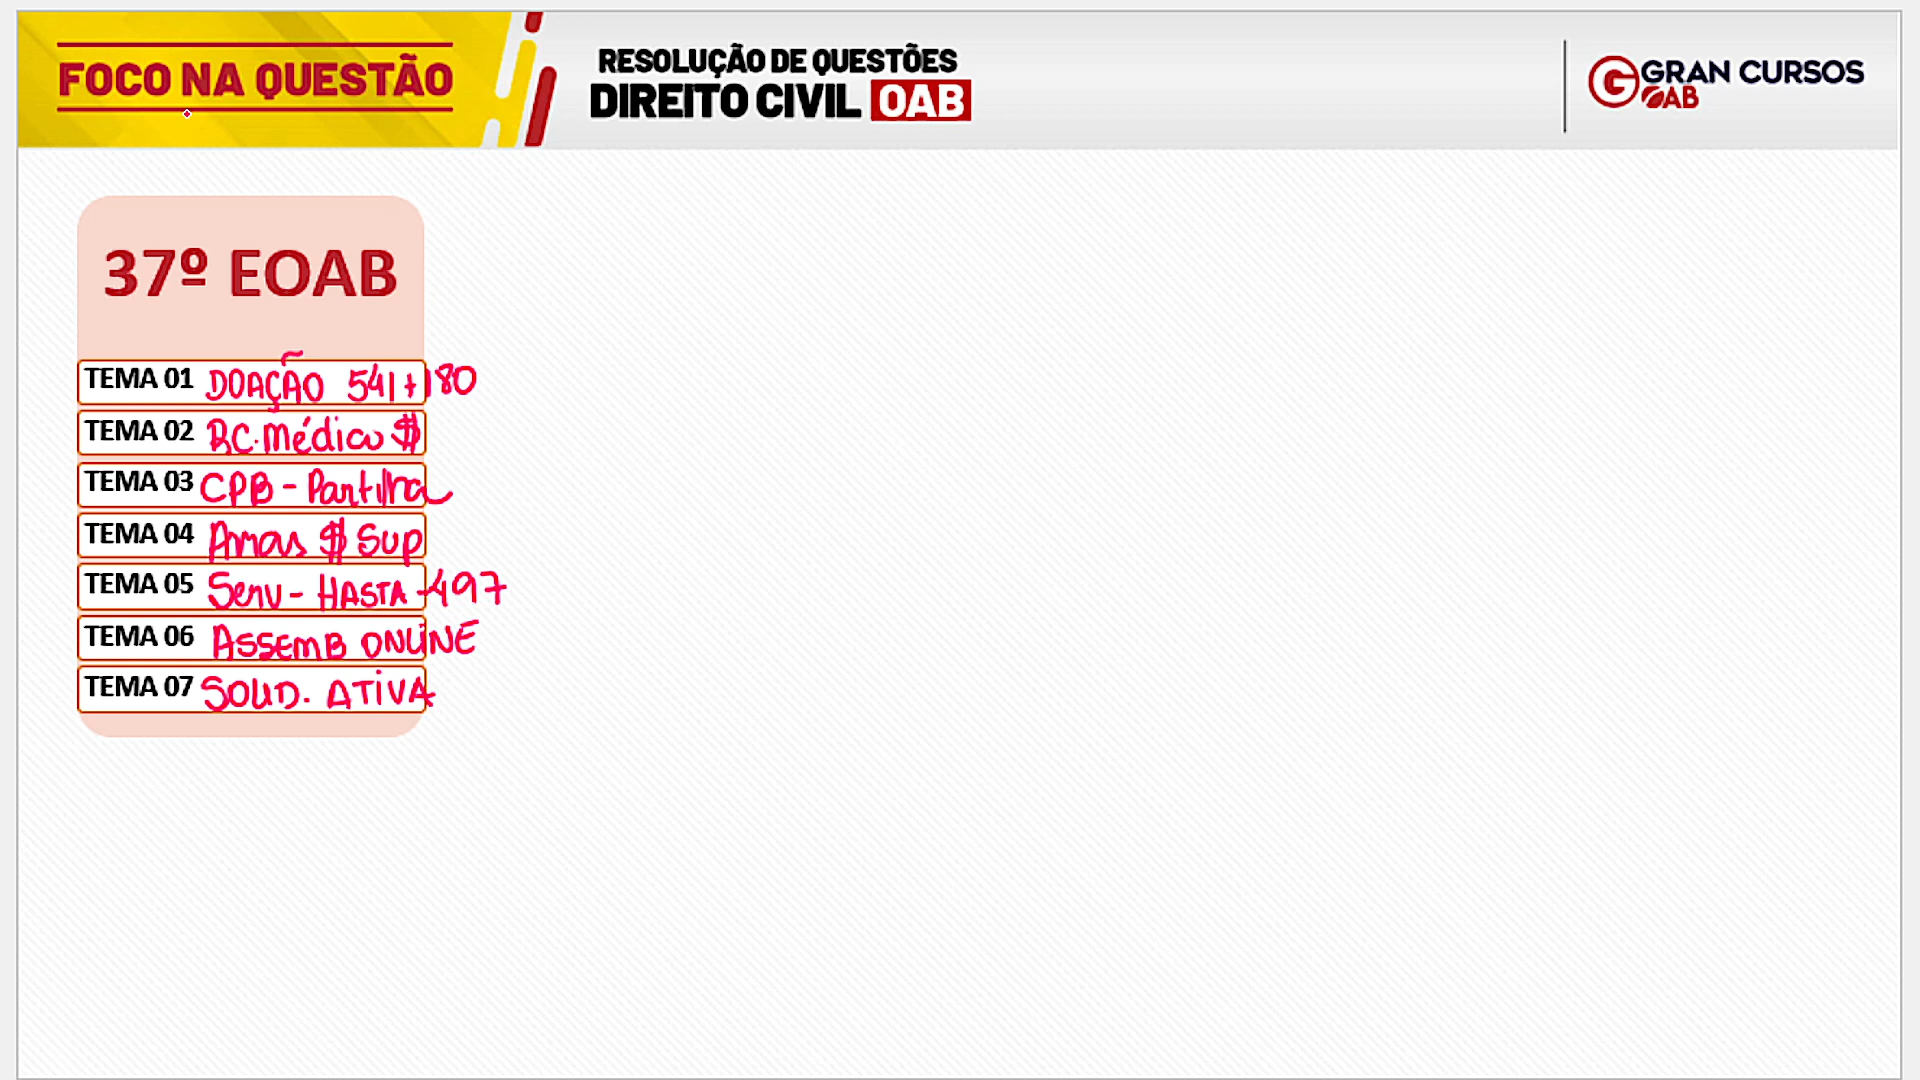 FOCO NA QUESTÃO
RESOLUÇÃO DE QUESTÕES
DIREITO CIVIL OAB
GRAN CURSOS
OAB
37º EOAB
TEMA 01 DOAÇÃO 541+180
TEMA 02 RC.Médico $
TEMA 03 CPB - Partilha
TEMA 04 Amas $ Sup
TEMA 05 Serv - HASTA - 497
TEMA 06 ASSEMB ONLINE
TEMA 07 SOLID. ATIVA